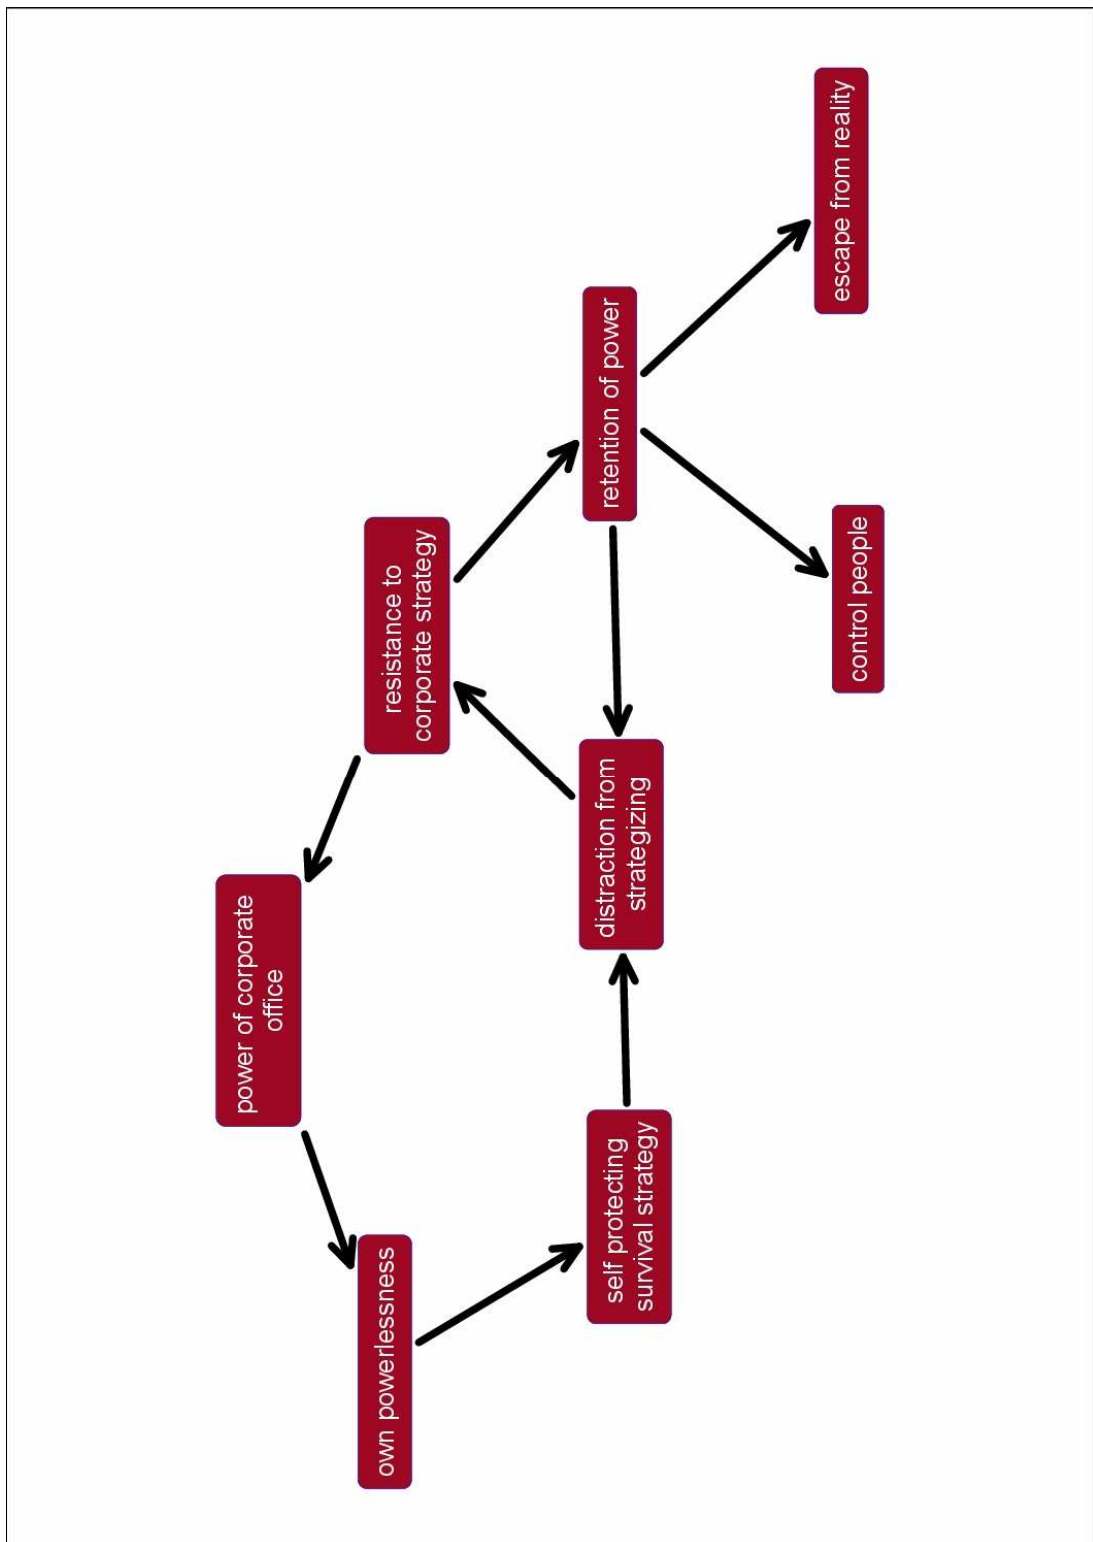 power of corporate
office
own powerlessness
resistance to
corporate strategy
self protecting
survival strategy
distraction from
strategizing
retention of power
control people
escape from reality